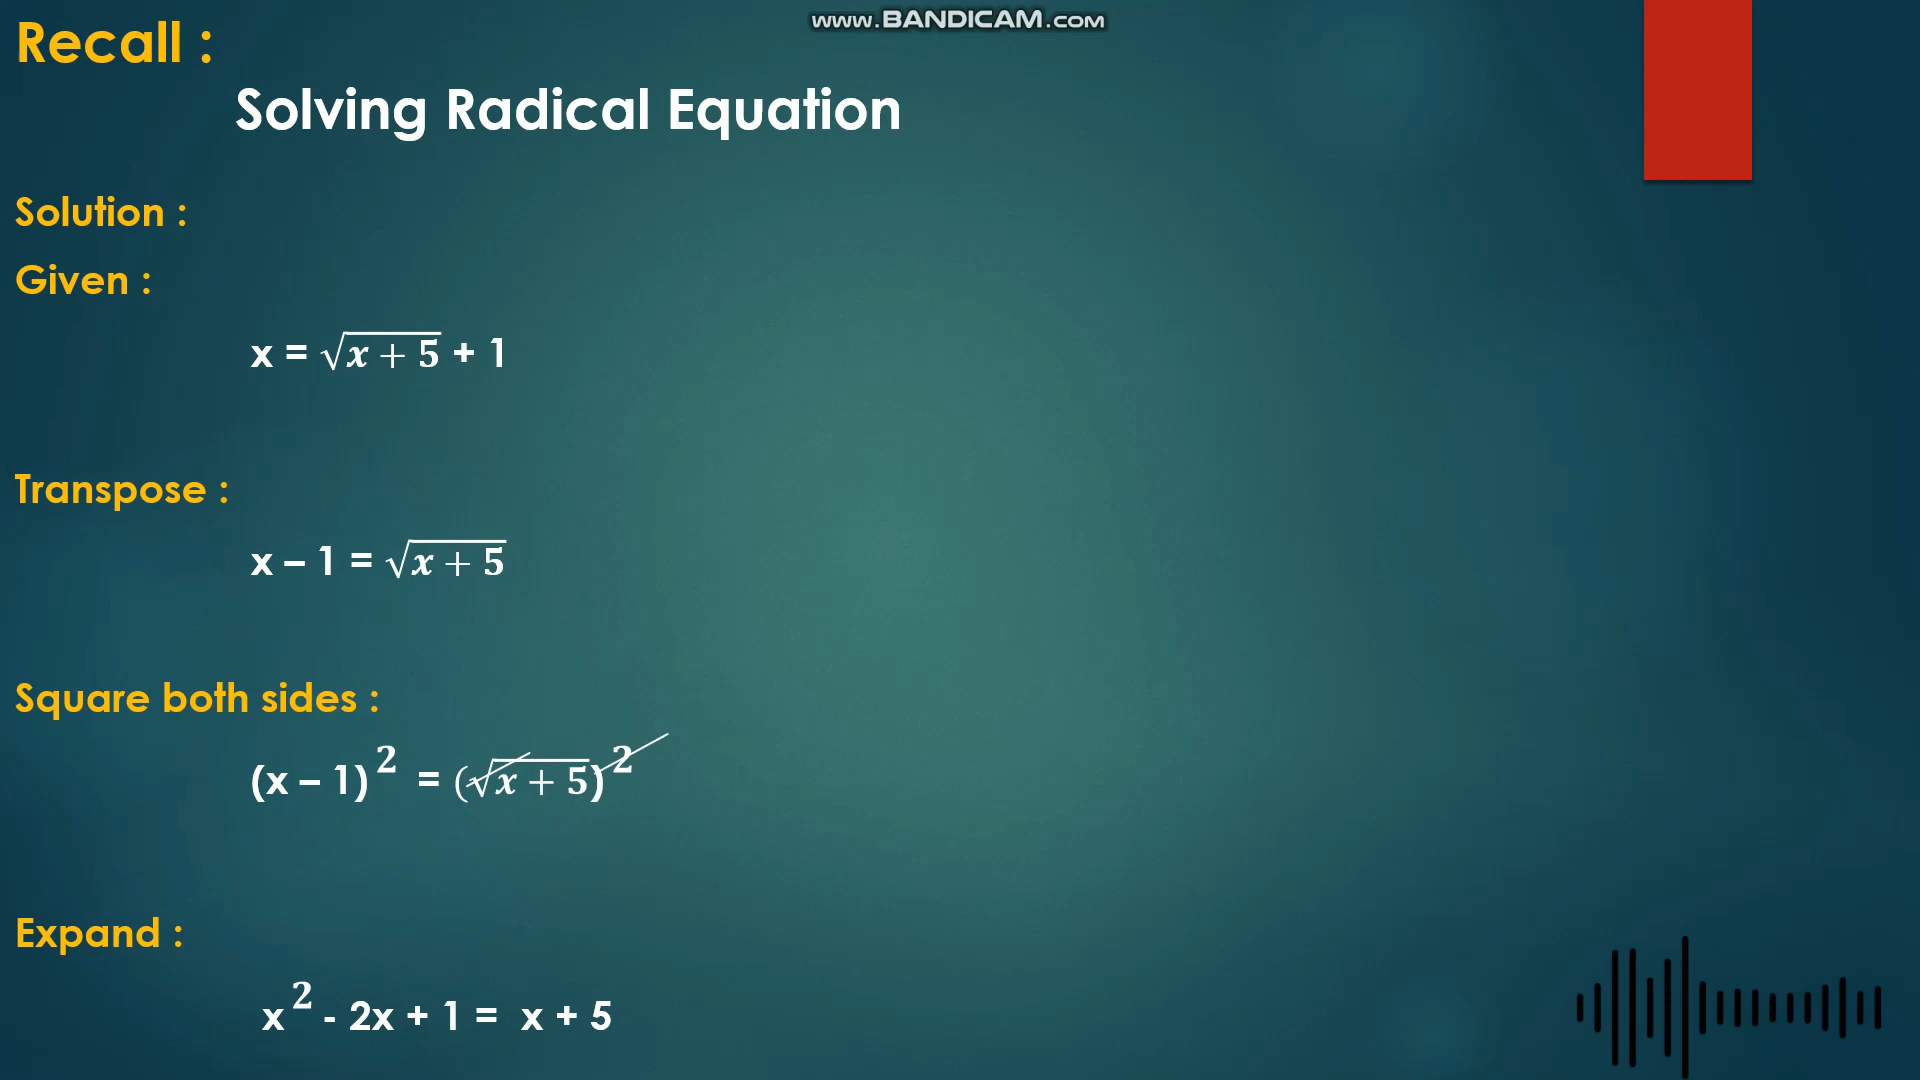 www.BANDICAM.com
Recall :
Solving Radical Equation
Solution :
Given :
x = √x + 5 + 1
Transpose :
x – 1 = √x + 5
Square both sides :
(x – 1)² = (√x + 5)²
Expand :
x² - 2x + 1 = x + 5